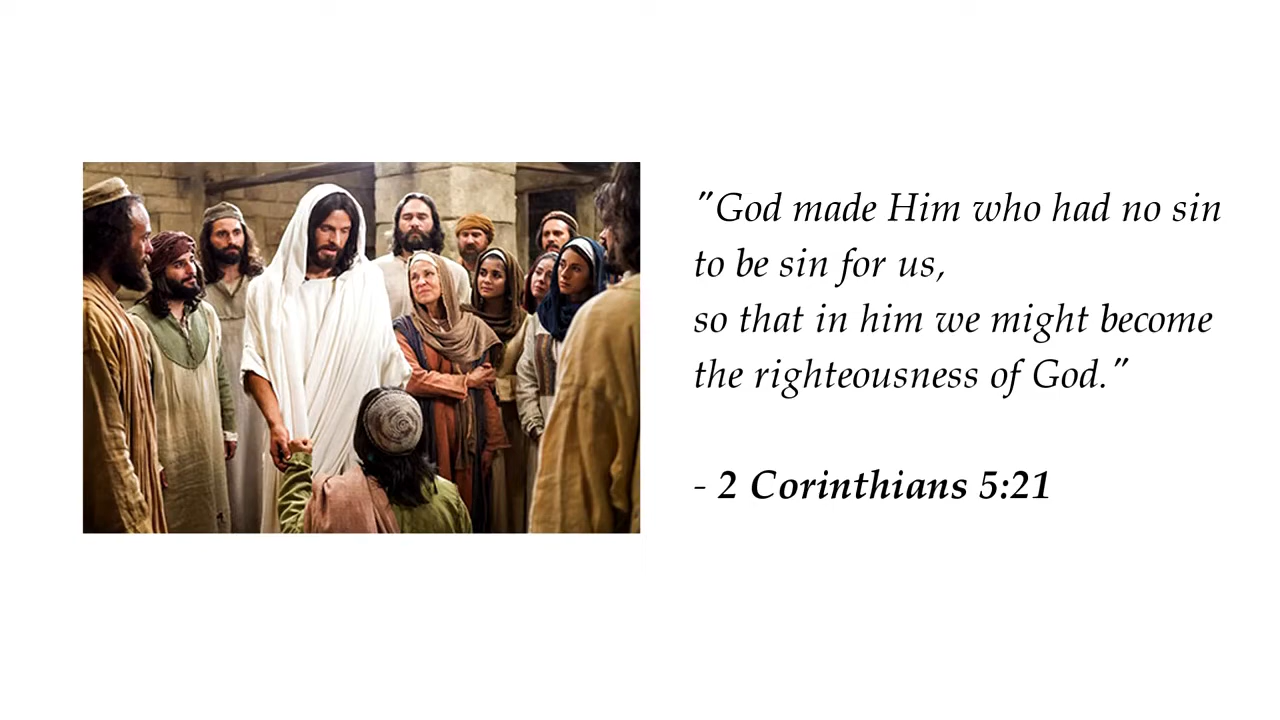 "God made Him who had no sin
to be sin for us,
so that in him we might become
the righteousness of God."
- 2 Corinthians 5:21